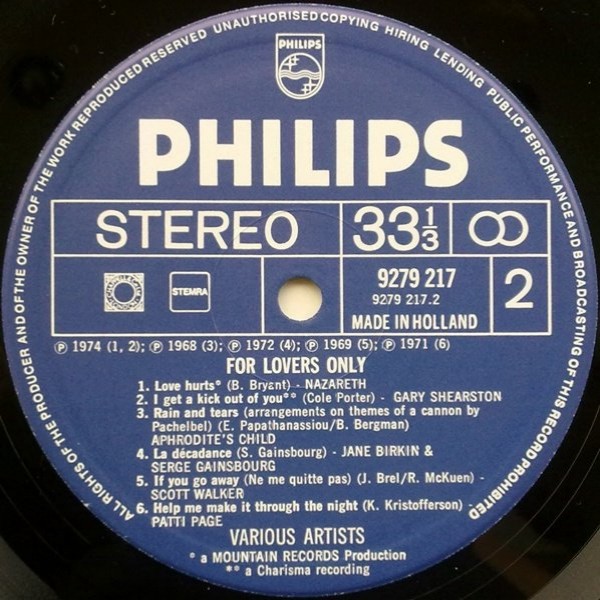 ALL RIGHTS OF THE PRODUCER AND OF THE OWNER OF THE WORK REPRODUCED RESERVED UNAUTHORISED COPYING HIRING LENDING PUBLIC PERFORMANCE AND BROADCASTING OF THIS RECORD PROHIBITED
PHILIPS
PHILIPS
STEREO 33⅓
STEMRA
9279 217
9279 217.2
MADE IN HOLLAND
2
Ⓟ 1974 (1, 2); Ⓟ 1968 (3); Ⓟ 1972 (4); Ⓟ 1969 (5); Ⓟ 1971 (6)
FOR LOVERS ONLY
1. Love hurts* (B. Bryant) - NAZARETH
2. I get a kick out of you** (Cole Porter) - GARY SHEARSTON
3. Rain and tears (arrangements on themes of a cannon by
Pachelbel) (E. Papathanassiou/B. Bergman)
APHRODITE'S CHILD
4. La décadance (S. Gainsbourg) - JANE BIRKIN &
SERGE GAINSBOURG
5. If you go away (Ne me quitte pas) (J. Brel/R. McKuen) -
SCOTT WALKER
6. Help me make it through the night (K. Kristofferson) -
PATTI PAGE
VARIOUS ARTISTS
* a MOUNTAIN RECORDS Production
** a Charisma recording